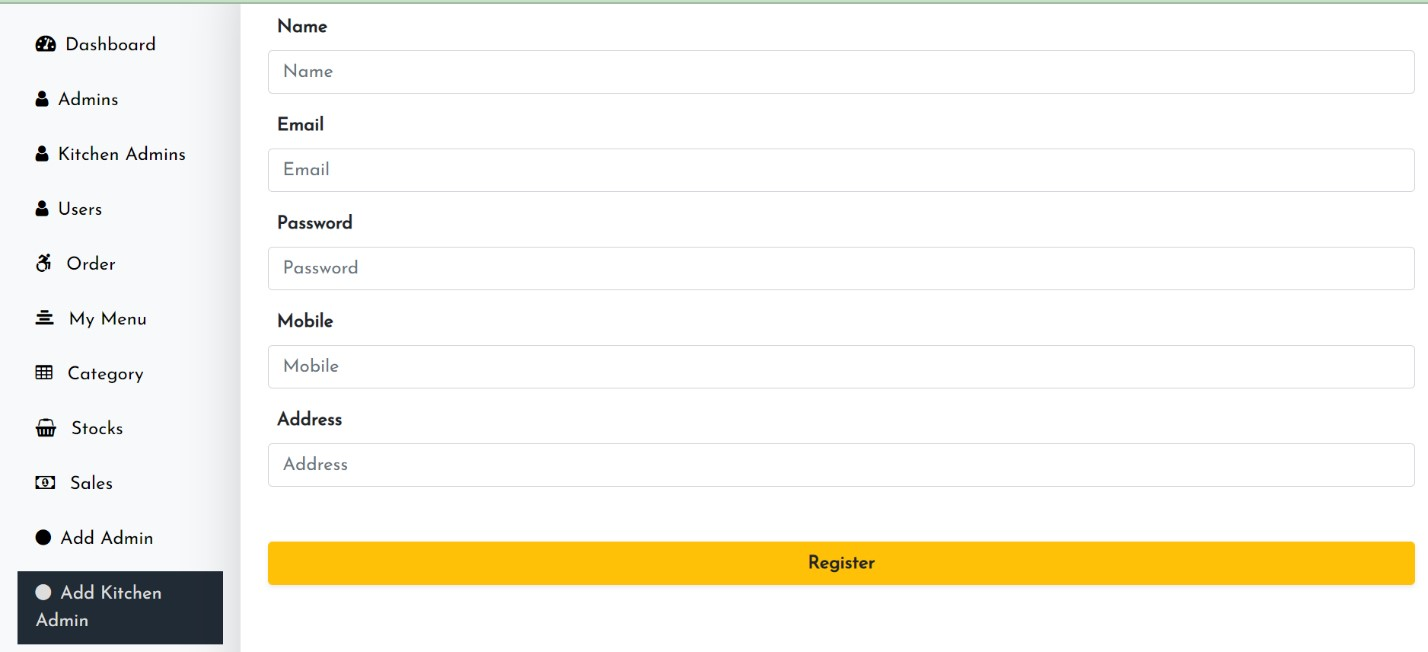 Dashboard
Admins
Kitchen Admins
Users
Order
My Menu
Category
Stocks
Sales
Add Admin
Add Kitchen
Admin
Name
Name
Email
Email
Password
Password
Mobile
Mobile
Address
Address
Register